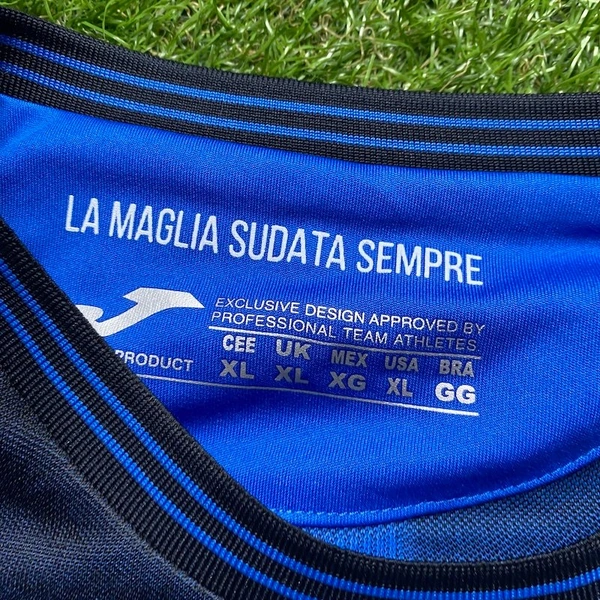 LA MAGLIA SUDATA SEMPRE
EXCLUSIVE DESIGN APPROVED BY
PROFESSIONAL TEAM ATHLETES
PRODUCT
CEE UK MEX USA BRA
XL XL XG XL GG